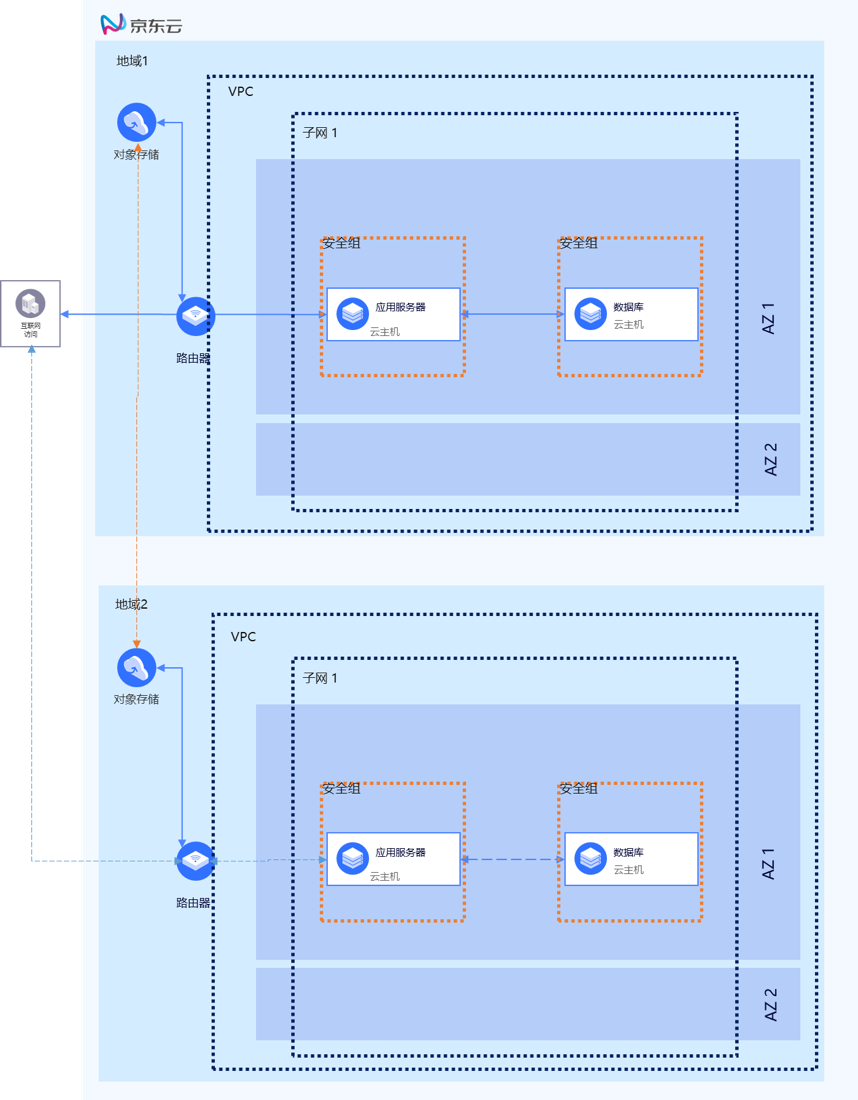 京东云
地域1
VPC
子网 1
对象存储
安全组
安全组
应用服务器
云主机
数据库
云主机
AZ 1
互联网
访问
路由器
AZ 2
地域2
VPC
子网 1
对象存储
安全组
安全组
应用服务器
云主机
数据库
云主机
AZ 1
路由器
AZ 2